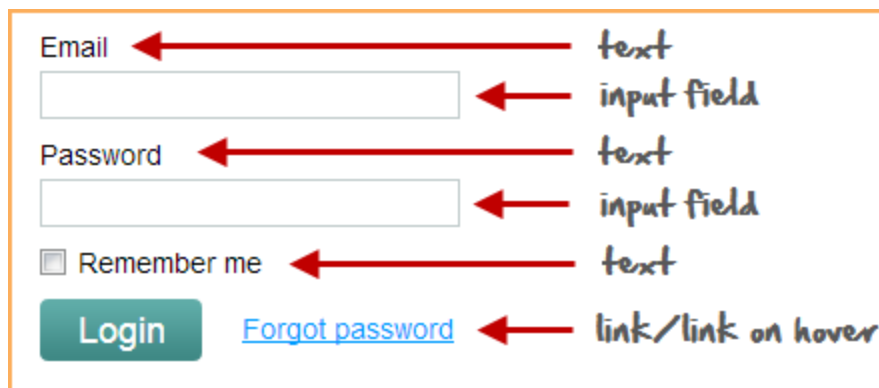 Email text
input field
Password text
input field
Remember me text
Login Forgot password link/link on hover